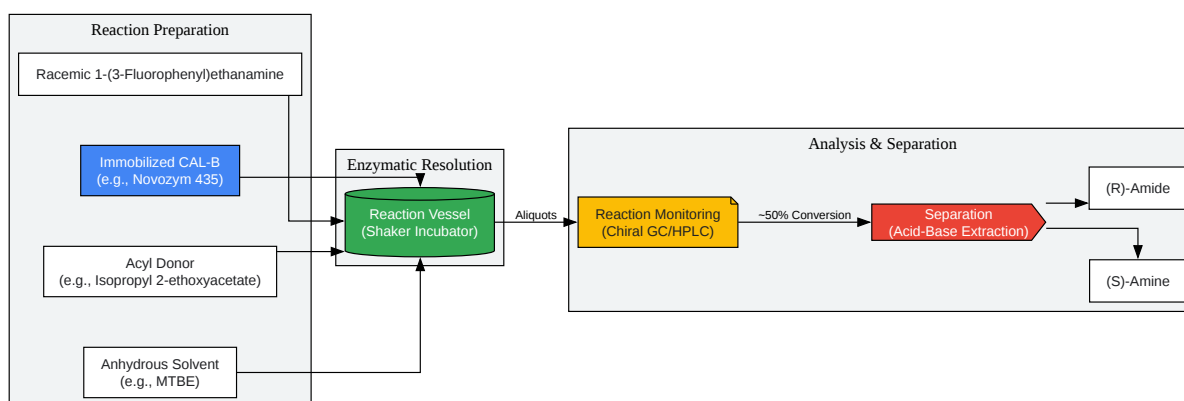 Reaction Preparation
Racemic 1-(3-Fluorophenyl)ethanamine
Immobilized CAL-B
(e.g., Novozym 435)
Acyl Donor
(e.g., Isopropyl 2-ethoxyacetate)
Anhydrous Solvent
(e.g., MTBE)
Enzymatic Resolution
Reaction Vessel
(Shaker Incubator)
Aliquots
Analysis & Separation
Reaction Monitoring
(Chiral GC/HPLC)
~50% Conversion
Separation
(Acid-Base Extraction)
(R)-Amide
(S)-Amine